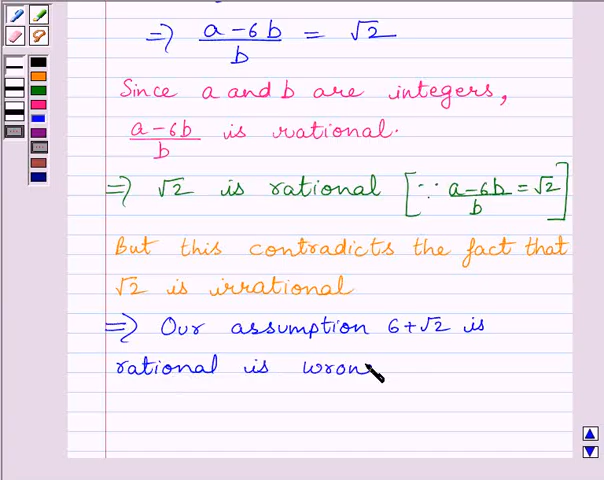 ⇒ a-6b/b = √2
Since a and b are integers,
a-6b/b is rational.
⇒ √2 is rational [∵ a-6b/b = √2]
But this contradicts the fact that
√2 is irrational
⇒ Our assumption 6+√2 is
rational is wron